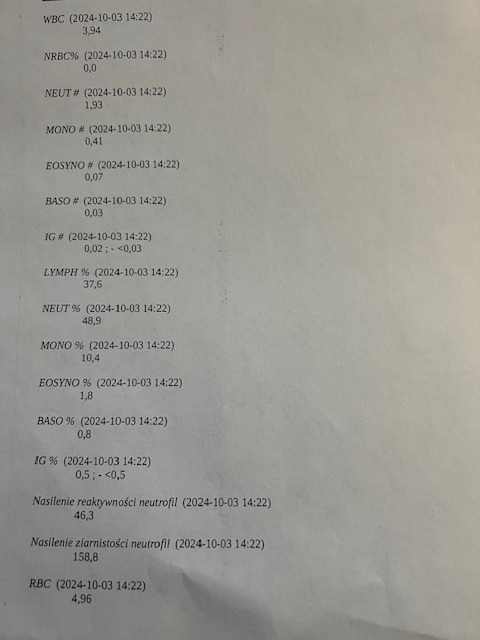 WBC (2024-10-03 14:22)
3,94
NRBC% (2024-10-03 14:22)
0,0
NEUT # (2024-10-03 14:22)
1,93
MONO # (2024-10-03 14:22)
0,41
EOSYNO # (2024-10-03 14:22)
0,07
BASO # (2024-10-03 14:22)
0,03
IG # (2024-10-03 14:22)
0,02 ; - <0,03
LYMPH % (2024-10-03 14:22)
37,6
NEUT % (2024-10-03 14:22)
48,9
MONO % (2024-10-03 14:22)
10,4
EOSYNO % (2024-10-03 14:22)
1,8
BASO % (2024-10-03 14:22)
0,8
IG % (2024-10-03 14:22)
0,5 ; - <0,5
Nasilenie reaktywności neutrofil (2024-10-03 14:22)
46,3
Nasilenie ziarnistości neutrofil (2024-10-03 14:22)
158,8
RBC (2024-10-03 14:22)
4,96